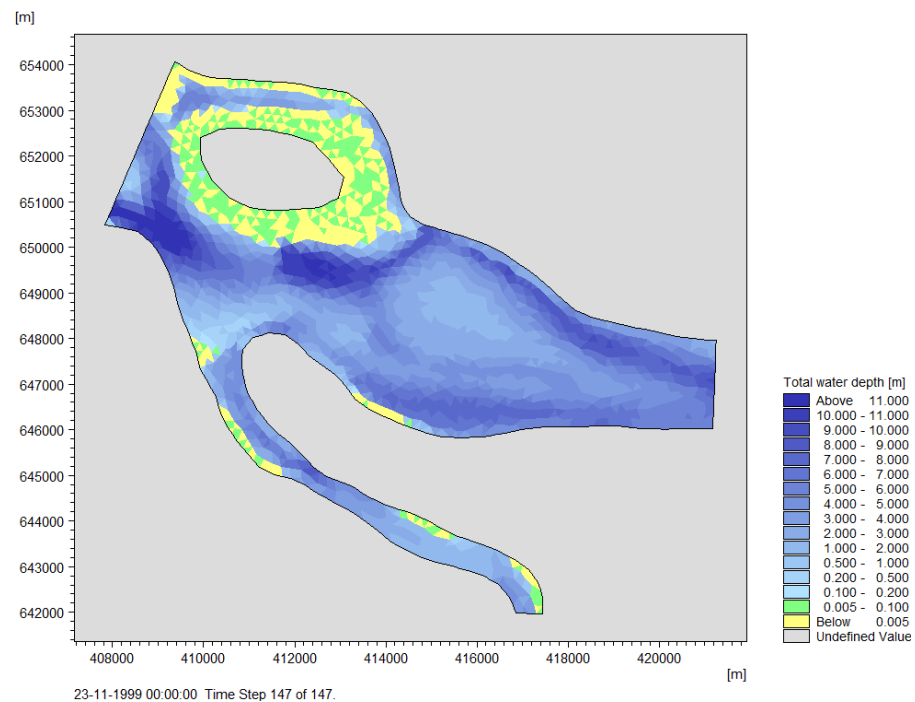 [m]
654000
653000
652000
651000
650000
649000
648000
647000
646000
645000
644000
643000
642000
408000 410000 412000 414000 416000 418000 420000
[m]
23-11-1999 00:00:00 Time Step 147 of 147.
Total water depth [m]
Above 11.000
10.000 - 11.000
9.000 - 10.000
8.000 - 9.000
7.000 - 8.000
6.000 - 7.000
5.000 - 6.000
4.000 - 5.000
3.000 - 4.000
2.000 - 3.000
1.000 - 2.000
0.500 - 1.000
0.200 - 0.500
0.100 - 0.200
0.005 - 0.100
Below 0.005
Undefined Value